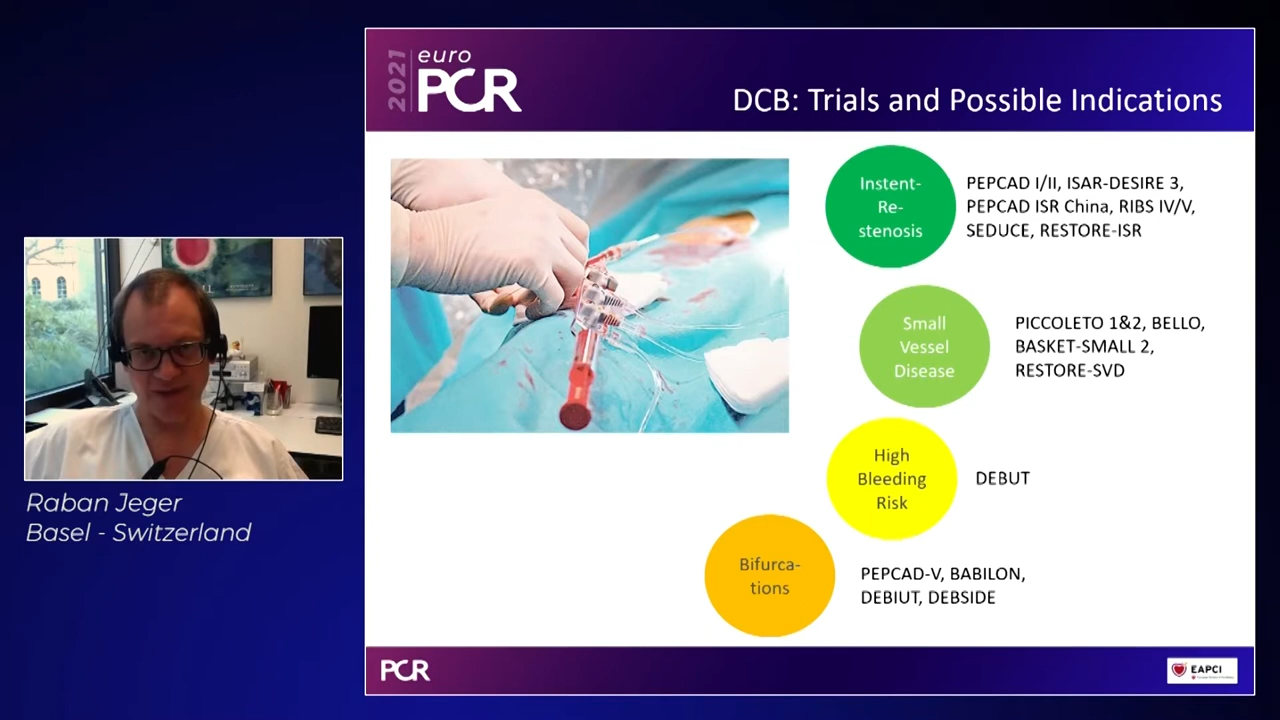 2021
euro
PCR
DCB: Trials and Possible Indications
Instent-
Re-
stenosis
PEPCAD I/II, ISAR-DESIRE 3,
PEPCAD ISR China, RIBS IV/V,
SEDUCE, RESTORE-ISR
Small
Vessel
Disease
PICCOLETO 1&2, BELLO,
BASKET-SMALL 2,
RESTORE-SVD
High
Bleeding
Risk
DEBUT
Bifurca-
tions
PEPCAD-V, BABILON,
DEBIUT, DEBSIDE
Raban Jeger
Basel - Switzerland
PCR
EAPCI